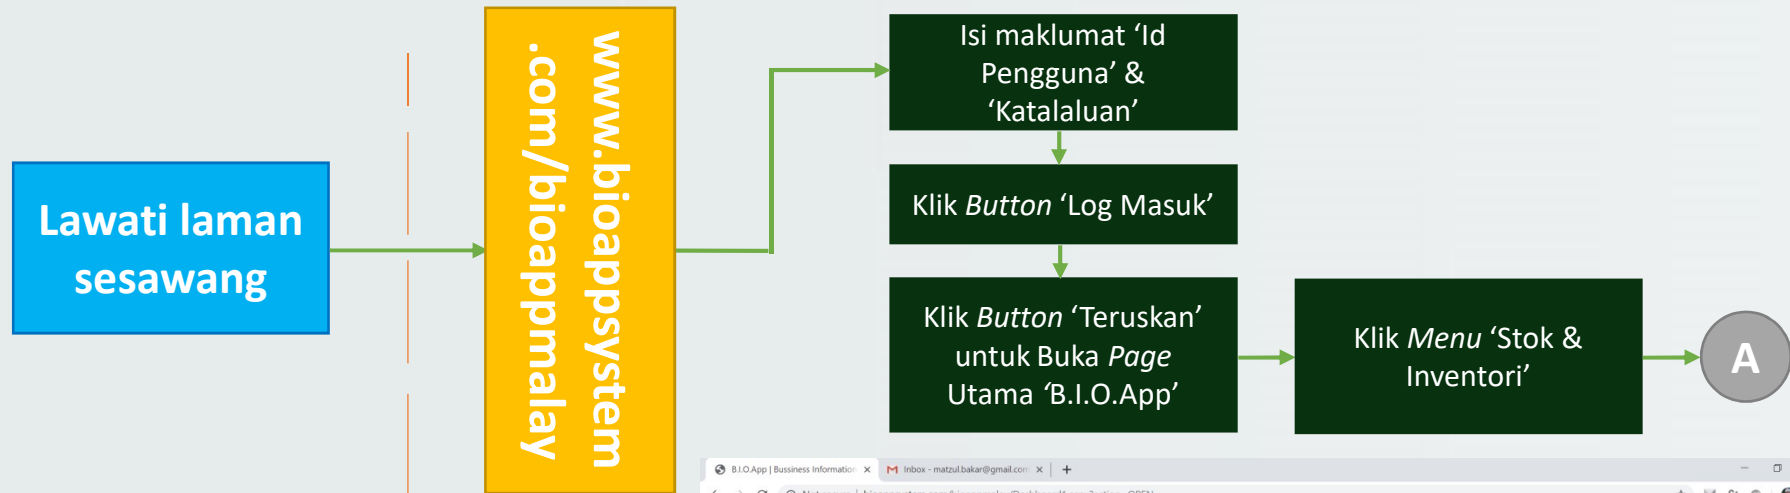 Lawati laman
sesawang
www.bioappsystem
.com/bioappmalay
Isi maklumat ‘Id
Pengguna’ &
‘Katalaluan’
Klik Button ‘Log Masuk’
Klik Button ‘Teruskan’
untuk Buka Page
Utama ‘B.I.O.App’
Klik Menu ‘Stok &
Inventori’
A
B.I.O.App | Bussiness Information
Inbox - matzul.bakar@gmail.com